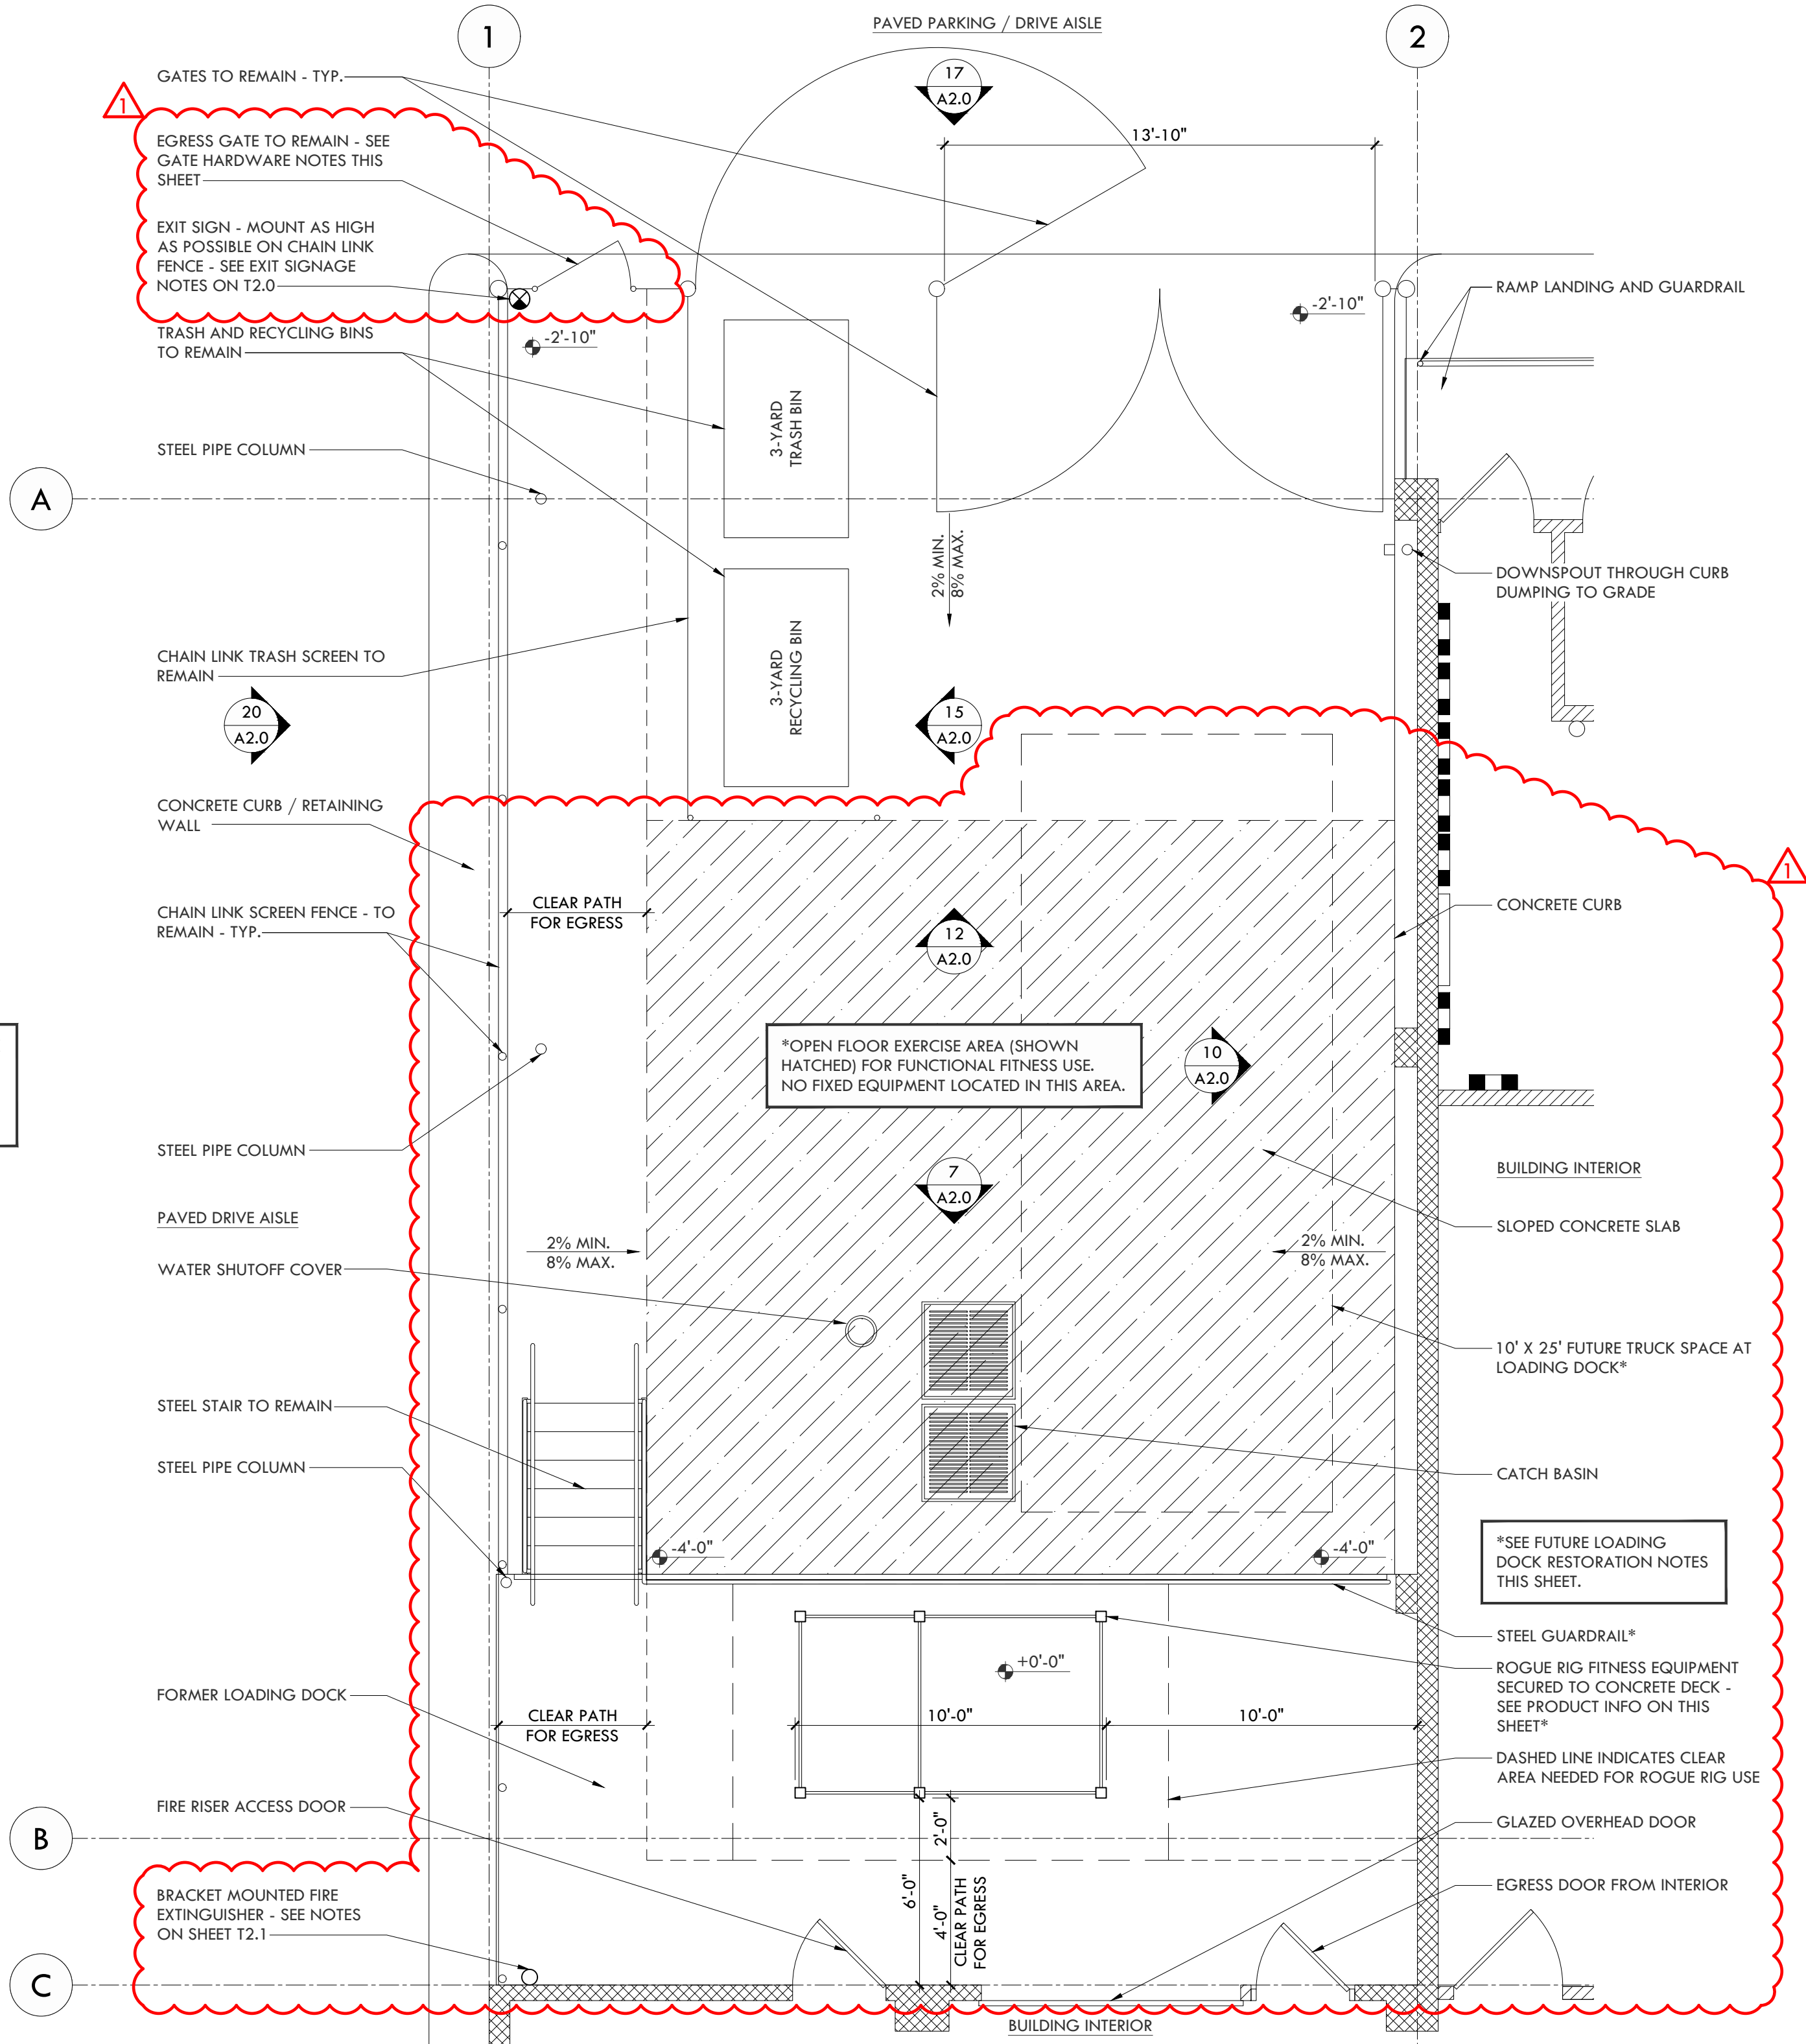 PAVED PARKING / DRIVE AISLE
1
2
GATES TO REMAIN - TYP.
17
A2.0
1
13'-10"
EGRESS GATE TO REMAIN - SEE
GATE HARDWARE NOTES THIS
SHEET
EXIT SIGN - MOUNT AS HIGH
AS POSSIBLE ON CHAIN LINK
FENCE - SEE EXIT SIGNAGE
NOTES ON T2.0
RAMP LANDING AND GUARDRAIL
-2'-10"
-2'-10"
TRASH AND RECYCLING BINS
TO REMAIN
3-YARD
TRASH BIN
STEEL PIPE COLUMN
A
2% MIN.
8% MAX.
DOWNSPOUT THROUGH CURB
DUMPING TO GRADE
CHAIN LINK TRASH SCREEN TO
REMAIN
3-YARD
RECYCLING BIN
20
A2.0
15
A2.0
CONCRETE CURB / RETAINING
WALL
1
CHAIN LINK SCREEN FENCE - TO
REMAIN - TYP.
CLEAR PATH
FOR EGRESS
12
A2.0
CONCRETE CURB
*OPEN FLOOR EXERCISE AREA (SHOWN
HATCHED) FOR FUNCTIONAL FITNESS USE.
NO FIXED EQUIPMENT LOCATED IN THIS AREA.
10
A2.0
STEEL PIPE COLUMN
7
A2.0
BUILDING INTERIOR
PAVED DRIVE AISLE
SLOPED CONCRETE SLAB
2% MIN.
8% MAX.
2% MIN.
8% MAX.
WATER SHUTOFF COVER
10' X 25' FUTURE TRUCK SPACE AT
LOADING DOCK*
STEEL STAIR TO REMAIN
STEEL PIPE COLUMN
CATCH BASIN
-4'-0"
-4'-0"
*SEE FUTURE LOADING
DOCK RESTORATION NOTES
THIS SHEET.
STEEL GUARDRAIL*
+0'-0"
ROGUE RIG FITNESS EQUIPMENT
SECURED TO CONCRETE DECK -
SEE PRODUCT INFO ON THIS
SHEET*
FORMER LOADING DOCK
CLEAR PATH
FOR EGRESS
10'-0"
10'-0"
DASHED LINE INDICATES CLEAR
AREA NEEDED FOR ROGUE RIG USE
FIRE RISER ACCESS DOOR
GLAZED OVERHEAD DOOR
B
2'-0"
6'-0"
4'-0"
CLEAR PATH
FOR EGRESS
EGRESS DOOR FROM INTERIOR
BRACKET MOUNTED FIRE
EXTINGUISHER - SEE NOTES
ON SHEET T2.1
C
BUILDING INTERIOR